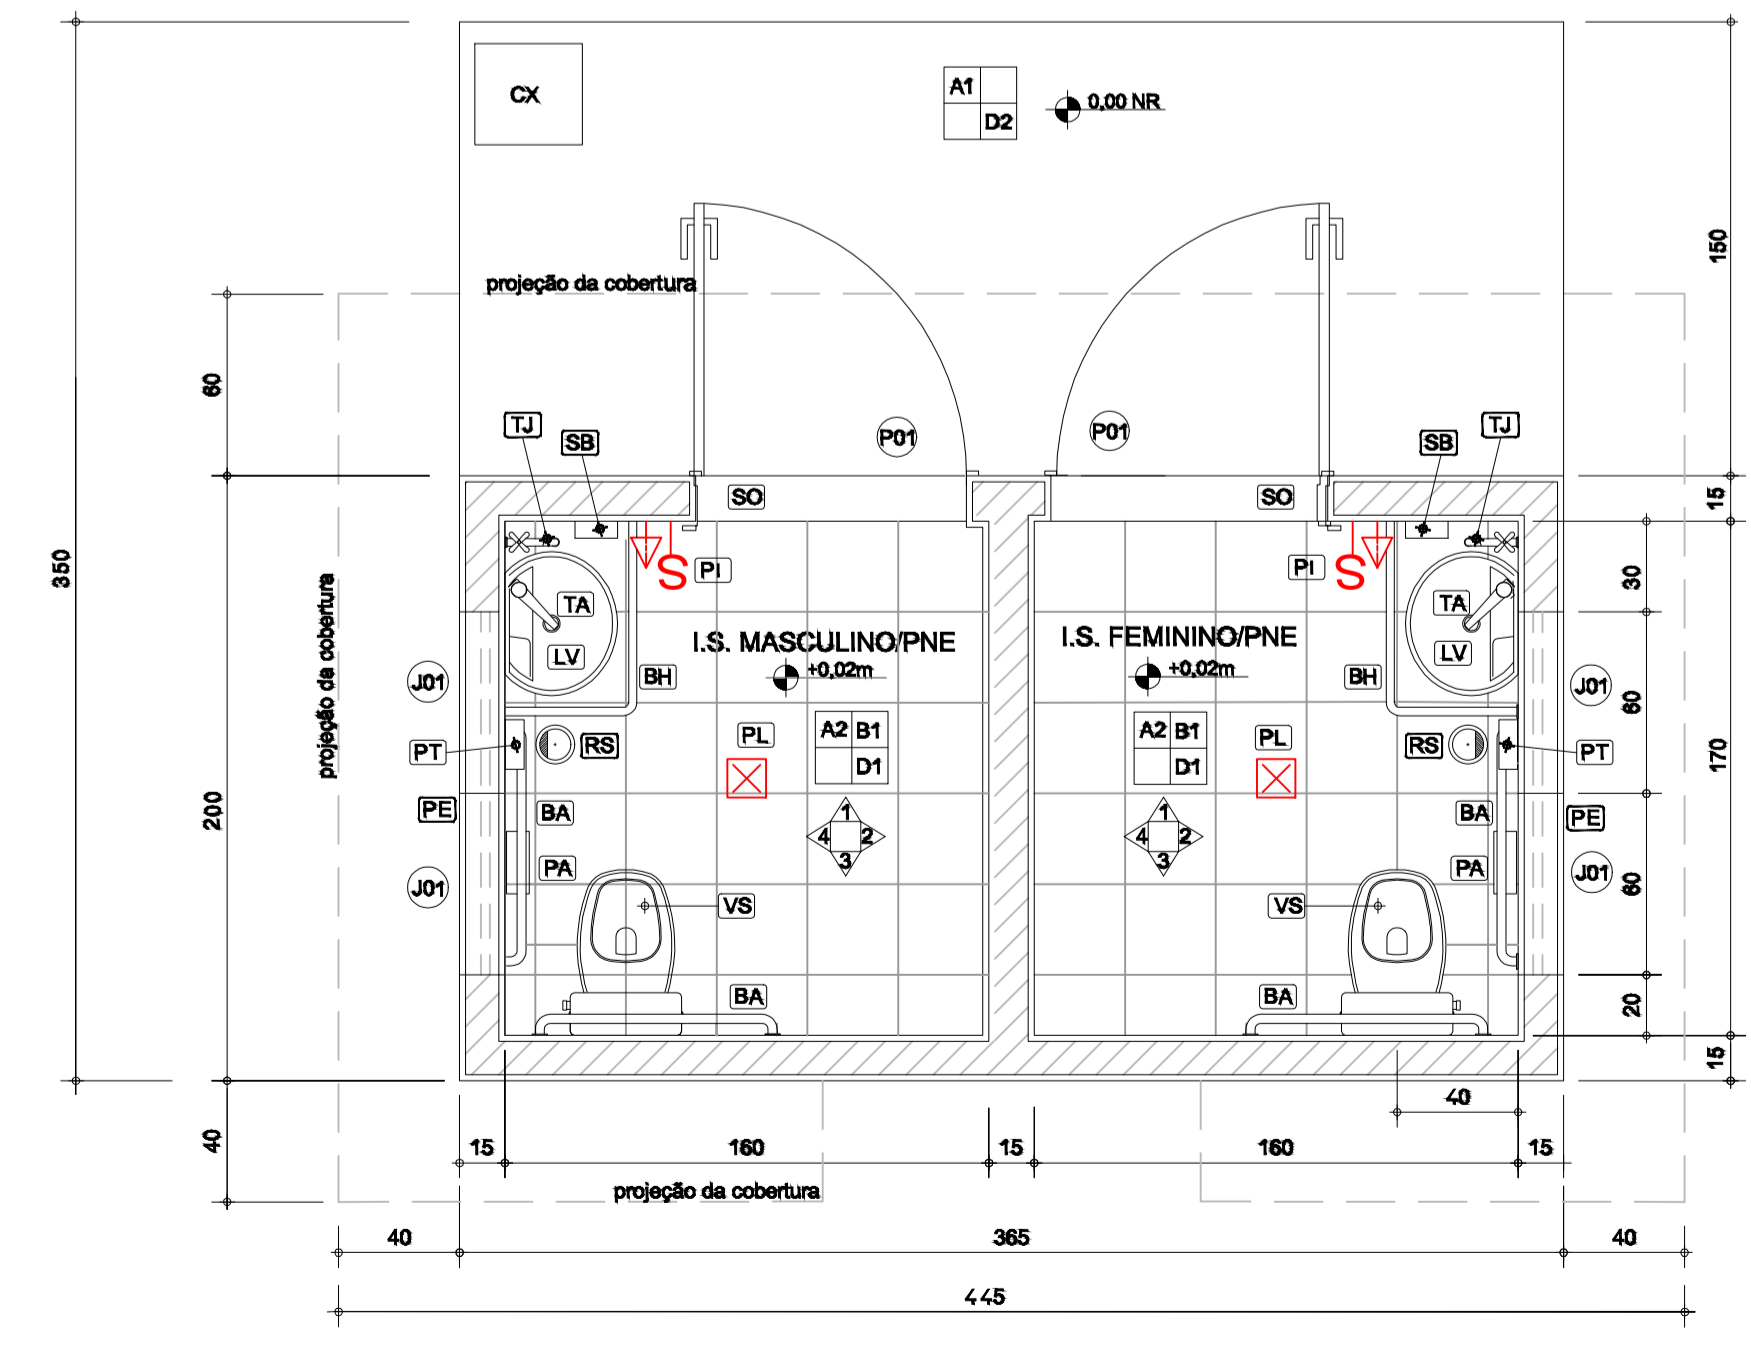 CX
A1
D2
0,00 NR
150
projeção da cobertura
60
TJ
SB
P01
P01
SB
TJ
SO
SO
15
350
S
PI
PI
S
30
TA
TA
projeção da cobertura
I.S. MASCULINO/PNE
I.S. FEMININO/PNE
LV
LV
+0,02m
+0,02m
J01
BH
BH
J01
60
PT
RS
PL
A2 B1
D1
A2 B1
D1
PL
RS
PT
170
200
PE
BA
1
4 2
3
1
4 2
3
BA
PE
J01
PA
PA
J01
60
VS
VS
BA
BA
20
15
40
40
15
160
15
160
15
projeção da cobertura
40
365
40
445